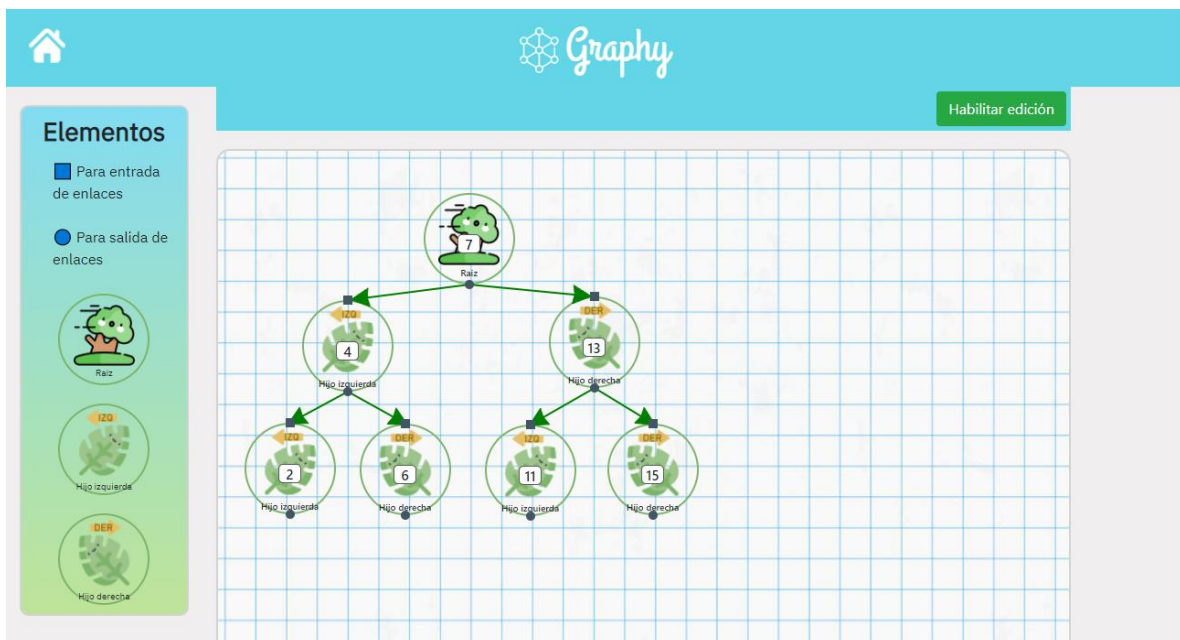 Graphy
Habilitar edición
Elementos
Para entrada
de enlaces
Para salida de
enlaces
Raiz
IZQ
Hijo izquierda
DER
Hijo derecha
7
Raiz
IZQ
4
Hijo izquierda
DER
13
Hijo derecha
IZQ
2
Hijo izquierda
DER
6
Hijo derecha
IZQ
11
Hijo izquierda
DER
15
Hijo derecha